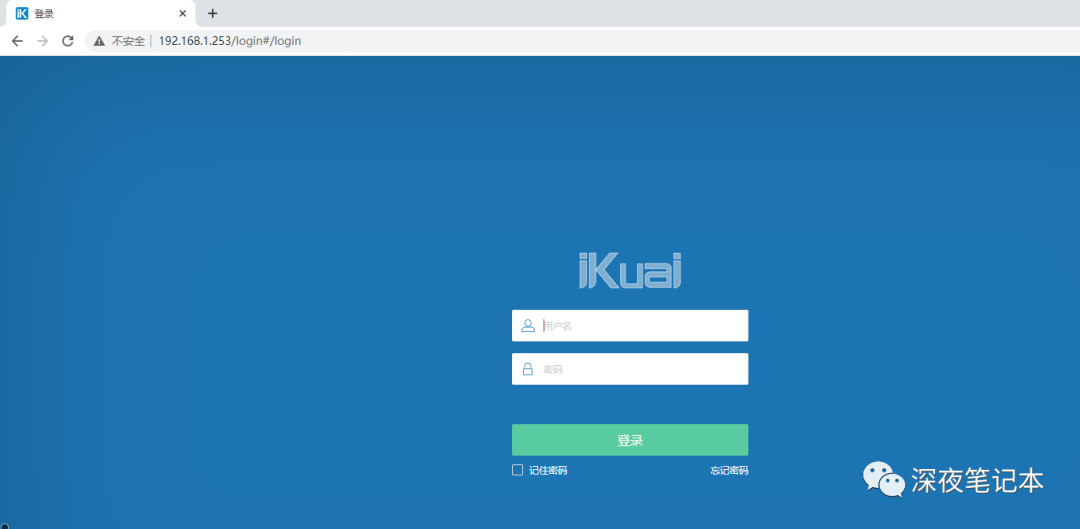 iK 登录
不安全 | 192.168.1.253/login#/login
iKuai
用户名
密码
登录
记住密码 忘记密码
深夜笔记本